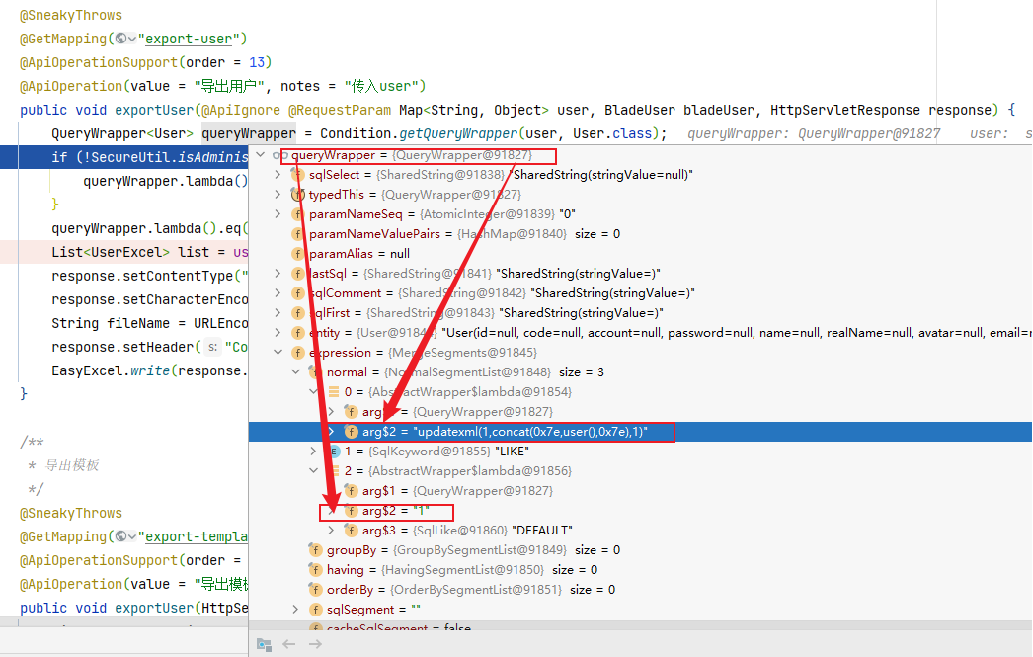 @SneakyThrows
@GetMapping("export-user")
@ApiOperationSupport(order = 13)
@ApiOperation(value = "导出用户", notes = "传入user")
public void exportUser(@ApiIgnore @RequestParam Map<String, Object> user, BladeUser bladeUser, HttpServletResponse response) {
QueryWrapper<User> queryWrapper = Condition.getQueryWrapper(user, User.class); queryWrapper: QueryWrapper@91827 user: s
if (!SecureUtil.isAdminis
queryWrapper.lambda()
}
queryWrapper.lambda().eq(
List<UserExcel> list = us
response.setContentType("
response.setCharacterEnco
String fileName = URLEnco
response.setHeader( s: "Co
EasyExcel.write(response.
}
/**
* 导出模板
*/
@SneakyThrows
@GetMapping("export-templa
@ApiOperationSupport(order =
@ApiOperation(value = "导出模板
public void exportUser(HttpSe
queryWrapper = {QueryWrapper@91827}
sqlSelect = {SharedString@91838} "SharedString(stringValue=null)"
typedThis = {QueryWrapper@91827}
paramNameSeq = {AtomicInteger@91839} "0"
paramNameValuePairs = {HashMap@91840} size = 0
paramAlias = null
lastSql = {SharedString@91841} "SharedString(stringValue=)"
sqlComment = {SharedString@91842} "SharedString(stringValue=)"
sqlFirst = {SharedString@91843} "SharedString(stringValue=)"
entity = {User@9184 "User(id=null, code=null, account=null, password=null, name=null, realName=null, avatar=null, email=n
expression = {MergeSegments@91845}
normal = {NormalSegmentList@91848} size = 3
0 = {AbstractWrapper$lambda@91854}
arg = {QueryWrapper@91827}
arg$2 = "updatexml(1,concat(0x7e,user(),0x7e),1)"
1 = {SqlKeyword@91855} "LIKE"
2 = {AbstractWrapper$lambda@91856}
arg$1 = {QueryWrapper@91827}
arg$2 = "1"
arg$3 = {SqlLike@91860} "DEFAULT"
groupBy = {GroupBySegmentList@91849} size = 0
having = {HavingSegmentList@91850} size = 0
orderBy = {OrderBySegmentList@91851} size = 0
sqlSegment = ""
cacheSqlSegment = false